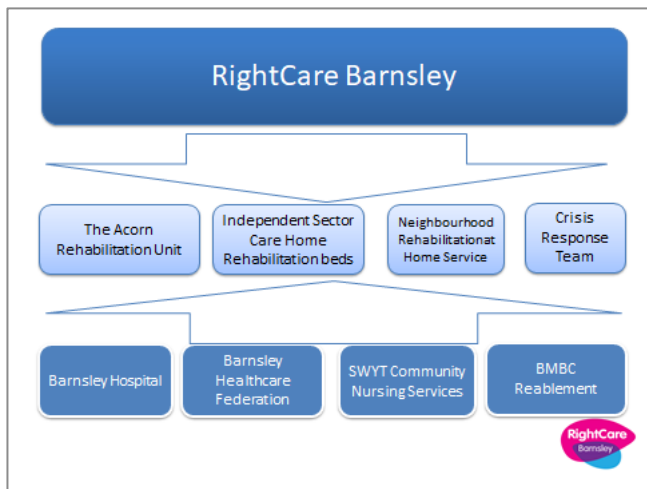 RightCare Barnsley
The Acorn
Rehabilitation Unit
Independent Sector
Care Home
Rehabilitation beds
Neighbourhood
Rehabilitationat
Home Service
Crisis
Response
Team
Barnsley Hospital
Barnsley
Healthcare
Federation
SWYT Community
Nursing Services
BMBC
Reablement
RightCare
Barnsley